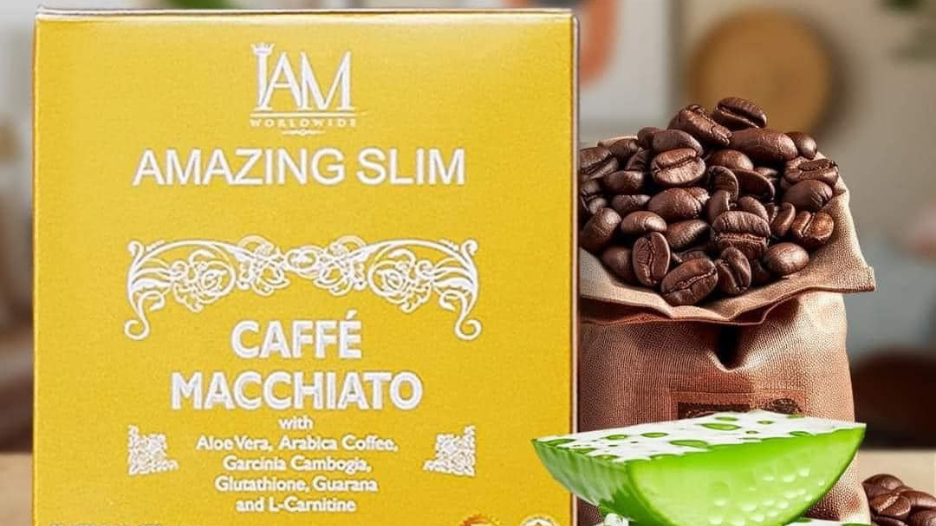 IAM
WORLDWIDE
AMAZING SLIM
CAFFÉ
MACCHIATO
with
Aloe Vera, Arabica Coffee,
Garcinia Cambogia,
Glutathione, Guarana
and L-Carnitine